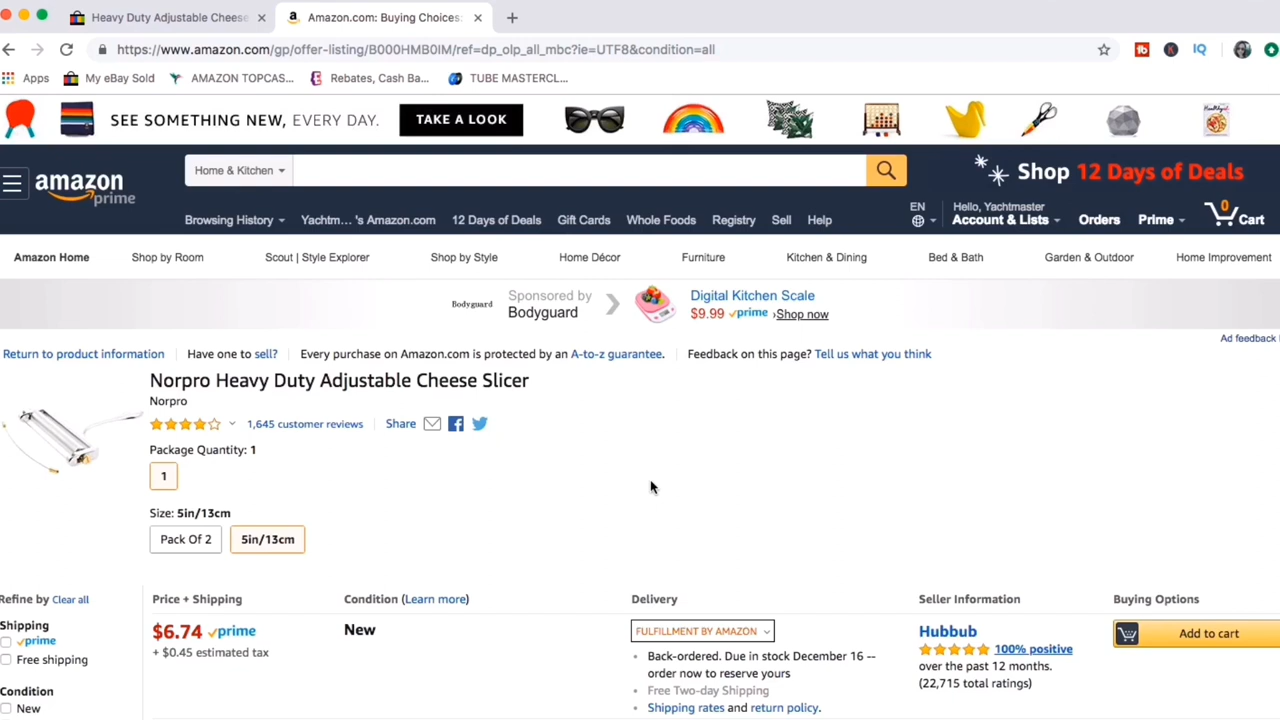 Heavy Duty Adjustable Cheese
Amazon.com: Buying Choices:
https://www.amazon.com/gp/offer-listing/B000HMB0IM/ref=dp_olp_all_mbc?ie=UTF8&condition=all
Apps My eBay Sold AMAZON TOPCAS... Rebates, Cash Ba... TUBE MASTERCL...
SEE SOMETHING NEW, EVERY DAY. TAKE A LOOK
Home & Kitchen
Shop 12 Days of Deals
amazon prime
Browsing History Yachtm... 's Amazon.com 12 Days of Deals Gift Cards Whole Foods Registry Sell Help
EN Hello, Yachtmaster
Account & Lists Orders Prime 0 Cart
Amazon Home Shop by Room Scout | Style Explorer Shop by Style Home Décor Furniture Kitchen & Dining Bed & Bath Garden & Outdoor Home Improvement
Bodyguard
Sponsored by
Bodyguard
Digital Kitchen Scale
$9.99 prime ›Shop now
Ad feedback
Return to product information Have one to sell? Every purchase on Amazon.com is protected by an A-to-z guarantee. Feedback on this page? Tell us what you think
Norpro Heavy Duty Adjustable Cheese Slicer
Norpro
1,645 customer reviews Share
Package Quantity: 1
1
Size: 5in/13cm
Pack Of 2 5in/13cm
Refine by Clear all
Shipping
prime
Free shipping
Condition
New
Price + Shipping Condition (Learn more) Delivery Seller Information Buying Options
$6.74 prime
+ $0.45 estimated tax
New
FULFILLMENT BY AMAZON
Back-ordered. Due in stock December 16 --
order now to reserve yours
Free Two-day Shipping
Shipping rates and return policy.
Hubbub
100% positive
over the past 12 months.
(22,715 total ratings)
Add to cart